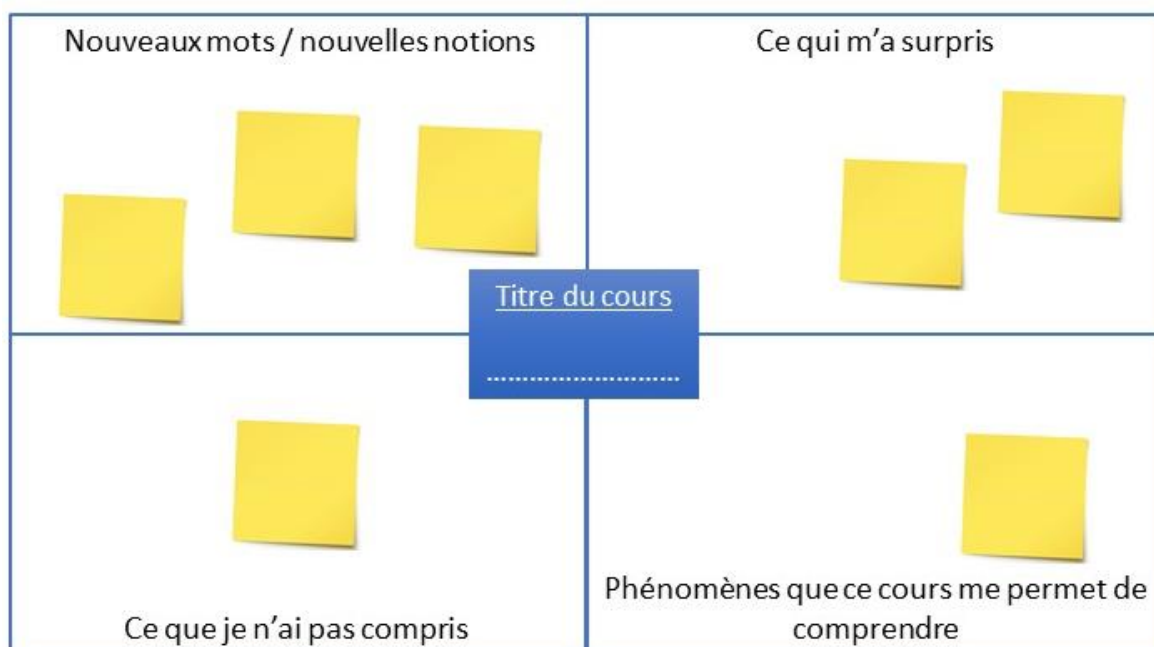 Nouveaux mots / nouvelles notions
Ce qui m'a surpris
Titre du cours
...........................
Ce que je n'ai pas compris
Phénomènes que ce cours me permet de
comprendre